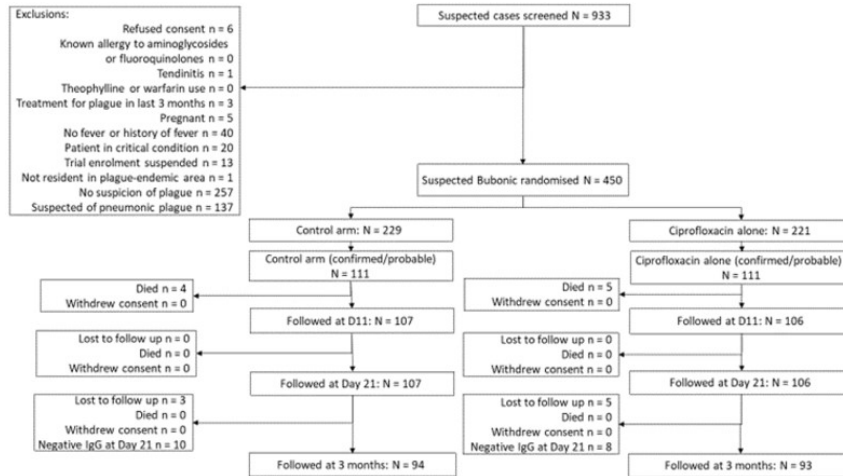 Exclusions:
Refused consent n = 6
Known allergy to aminoglycosides
or fluoroquinolones n = 0
Tendinitis n = 1
Theophylline or warfarin use n = 0
Treatment for plague in last 3 months n = 3
Pregnant n = 5
No fever or history of fever n = 40
Patient in critical condition n = 20
Trial enrolment suspended n = 13
Not resident in plague-endemic area n = 1
No suspicion of plague n = 257
Suspected of pneumonic plague n = 137
Suspected cases screened N = 933
Suspected Bubonic randomised N = 450
Control arm: N = 229
Ciprofloxacin alone: N = 221
Control arm (confirmed/probable)
N = 111
Ciprofloxacin alone (confirmed/probable)
N = 111
Died n = 4
Withdrew consent n = 0
Died n = 5
Withdrew consent n = 0
Followed at D11: N = 107
Followed at D11: N = 106
Lost to follow up n = 0
Died n = 0
Withdrew consent n = 0
Lost to follow up n = 0
Died n = 0
Withdrew consent n = 0
Followed at Day 21: N = 107
Followed at Day 21: N = 106
Lost to follow up n = 3
Died n = 0
Withdrew consent n = 0
Negative IgG at Day 21 n = 10
Lost to follow up n = 5
Died n = 0
Withdrew consent n = 0
Negative IgG at Day 21 n = 8
Followed at 3 months: N = 94
Followed at 3 months: N = 93